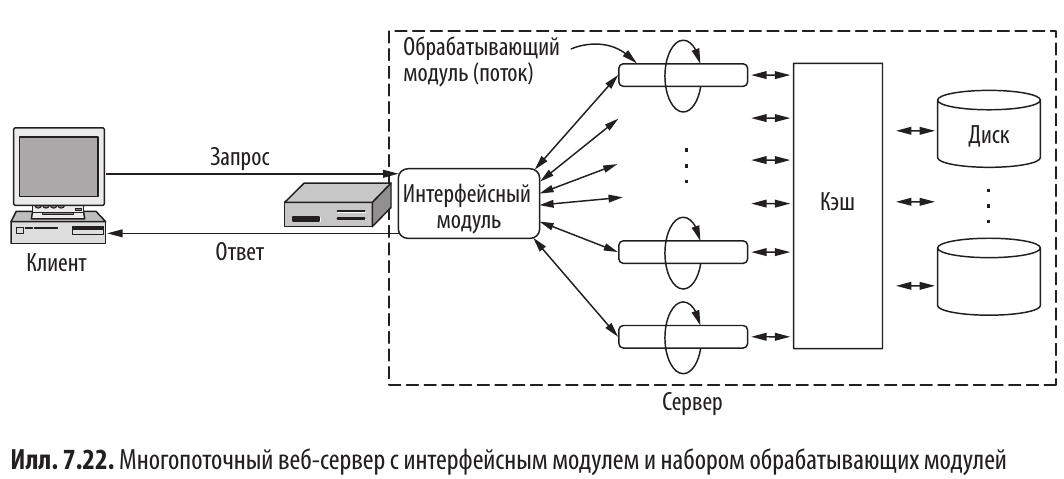 Обрабатывающий
модуль (поток)
Запрос
Интерфейсный
модуль
Ответ
Клиент
Кэш
Диск
Сервер
Илл. 7.22. Многопоточный веб-сервер с интерфейсным модулем и набором обрабатывающих модулей